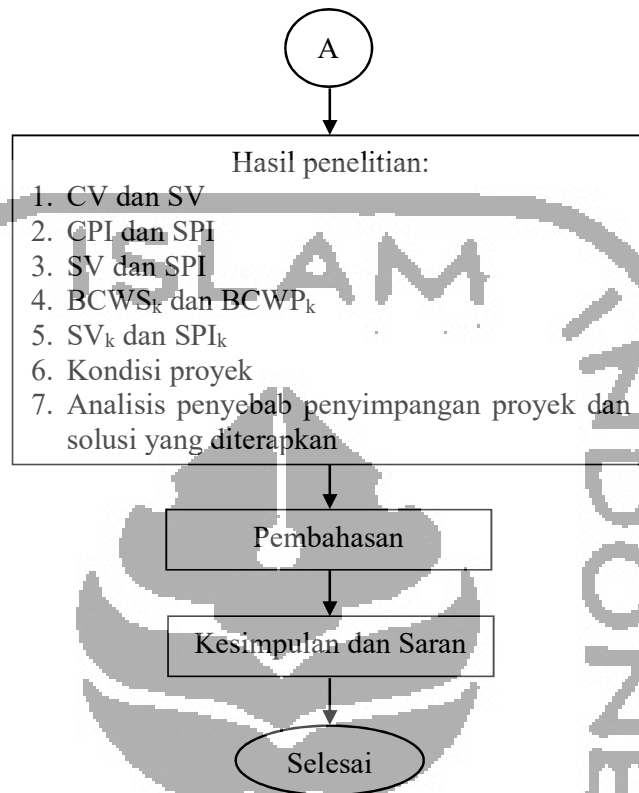 A
Hasil penelitian:
1. CV dan SV
2. CPI dan SPI
3. SV dan SPI
4. BCWSₖ dan BCWPₖ
5. SVₖ dan SPIₖ
6. Kondisi proyek
7. Analisis penyebab penyimpangan proyek dan
solusi yang diterapkan
Pembahasan
Kesimpulan dan Saran
Selesai
ISLAM
INDONE